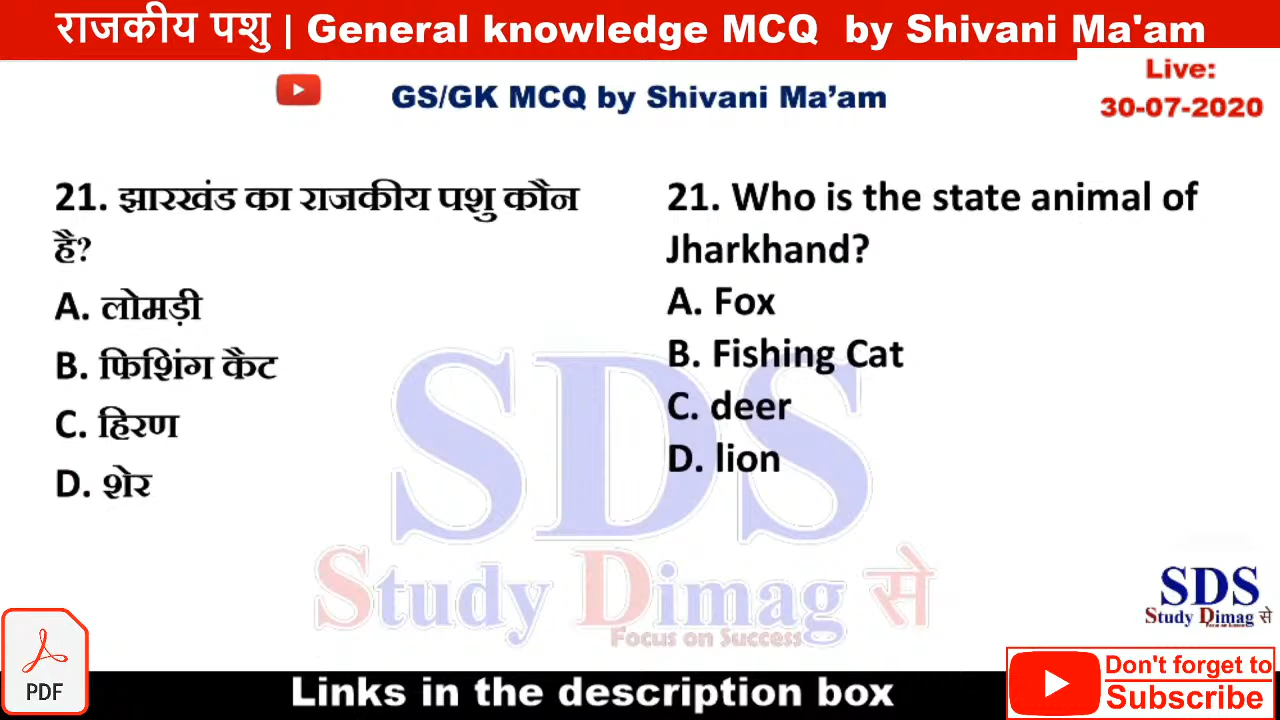 राजकीय पशु | General knowledge MCQ by Shivani Ma'am
Live:
30-07-2020
GS/GK MCQ by Shivani Ma’am
21. झारखंड का राजकीय पशु कौन
है?
A. लोमड़ी
B. फिशिंग कैट
C. हिरण
D. शेर
21. Who is the state animal of
Jharkhand?
A. Fox
B. Fishing Cat
C. deer
D. lion
SDS
Study Dimag से
Focus on Success
SDS
Study Dimag से
PDF
Links in the description box
Don't forget to
Subscribe